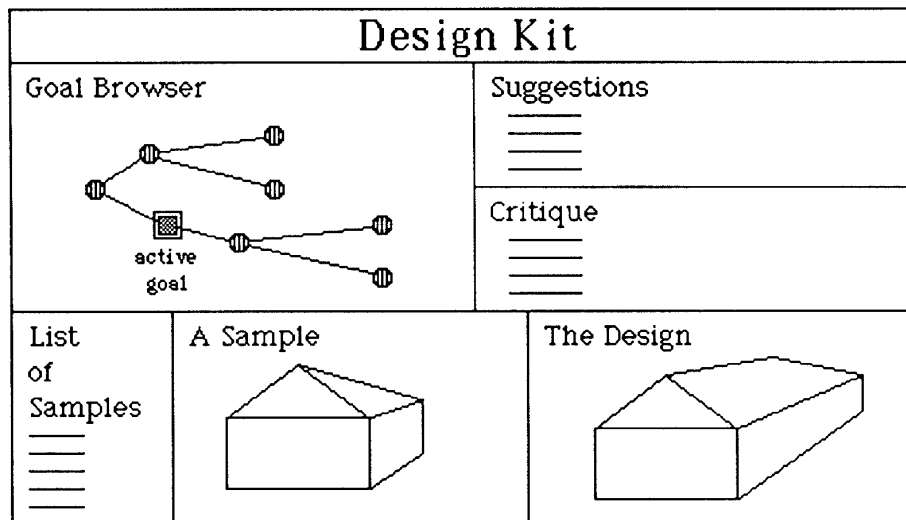 Design Kit
Goal Browser
active
goal
Suggestions
Critique
List
of
Samples
A Sample
The Design